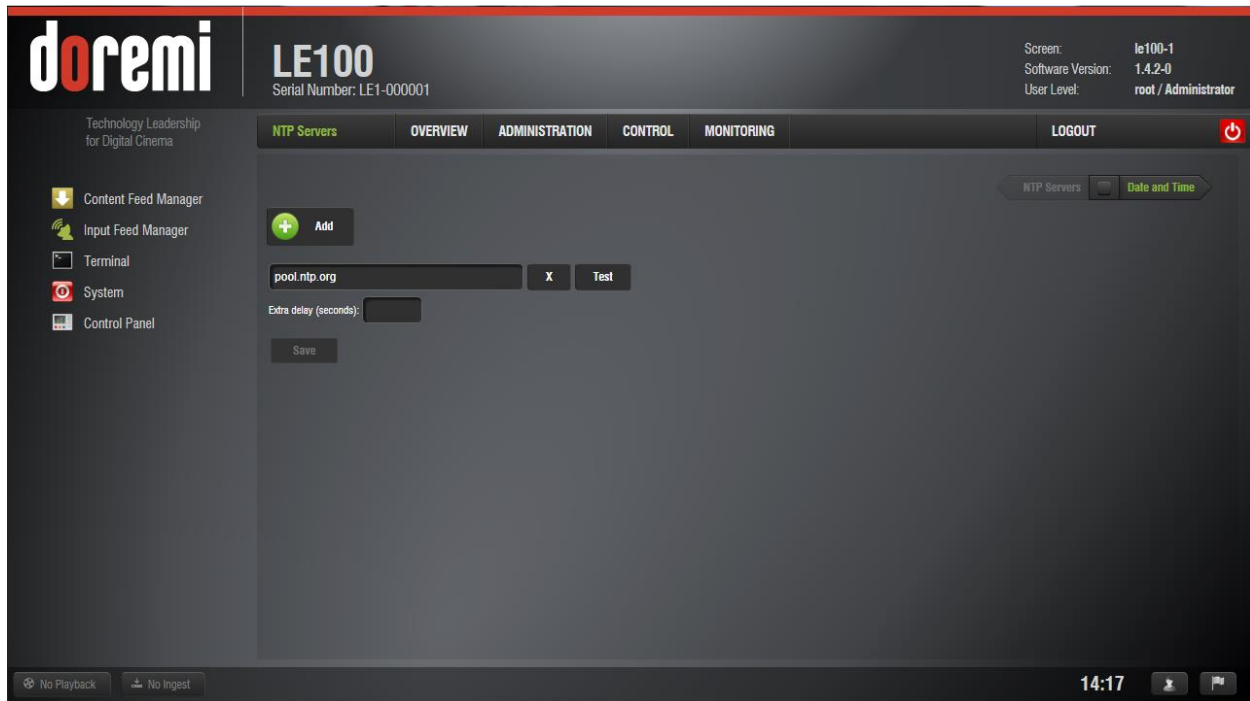 doremi
Technology Leadership
for Digital Cinema
LE100
Serial Number: LE1-000001
Screen: le100-1
Software Version: 1.4.2-0
User Level: root / Administrator
NTP Servers OVERVIEW ADMINISTRATION CONTROL MONITORING LOGOUT
Content Feed Manager
Input Feed Manager
Terminal
System
Control Panel
NTP Servers Date and Time
Add
pool.ntp.org X Test
Extra delay (seconds):
Save
No Playback No Ingest 14:17